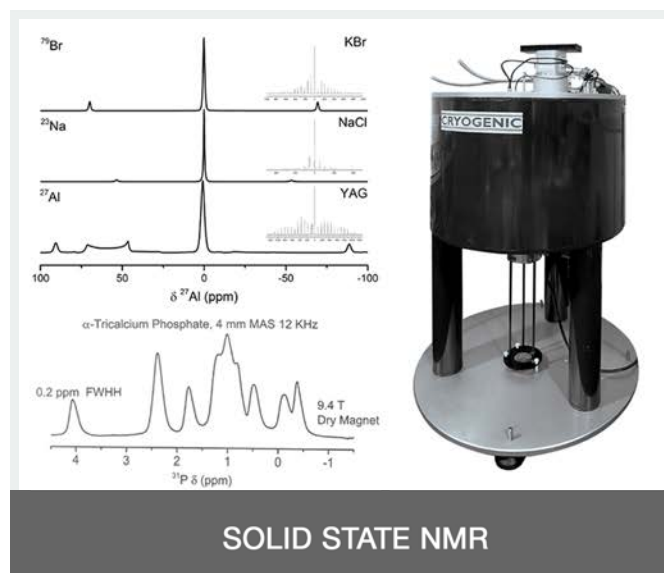 ⁷⁹Br
KBr
²³Na
NaCl
²⁷Al
YAG
100 50 0 -50 -100
δ ²⁷Al (ppm)
α-Tricalcium Phosphate, 4 mm MAS 12 KHz
0.2 ppm FWHH
9.4 T
Dry Magnet
4 3 2 1 0 -1
³¹P δ (ppm)
CRYOGENIC
SOLID STATE NMR